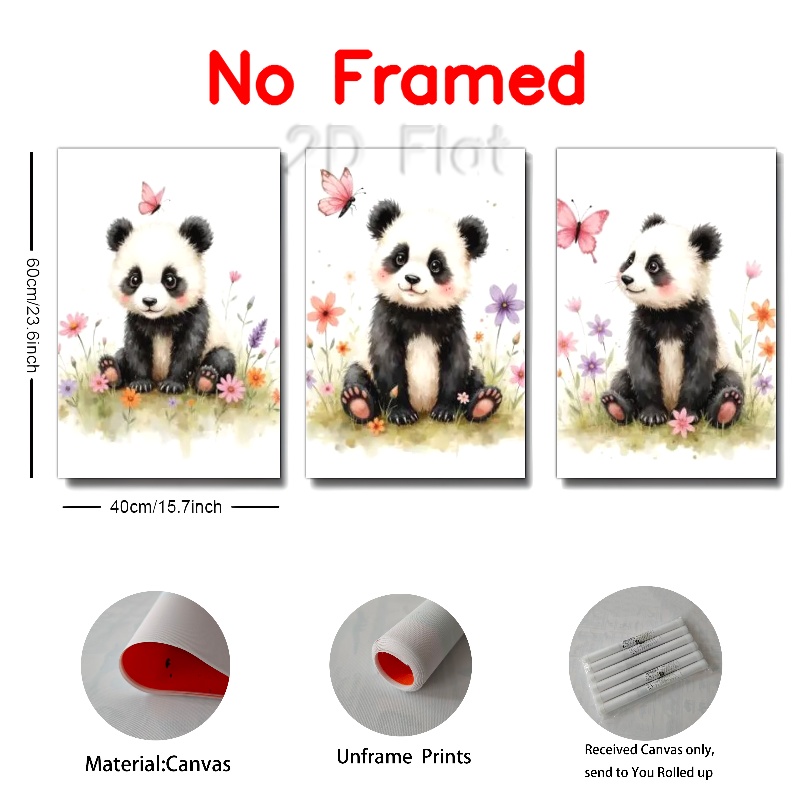 No Framed
2D Flat
60cm/23.6inch
40cm/15.7inch
Material:Canvas
Unframe Prints
Received Canvas only,
send to You Rolled up